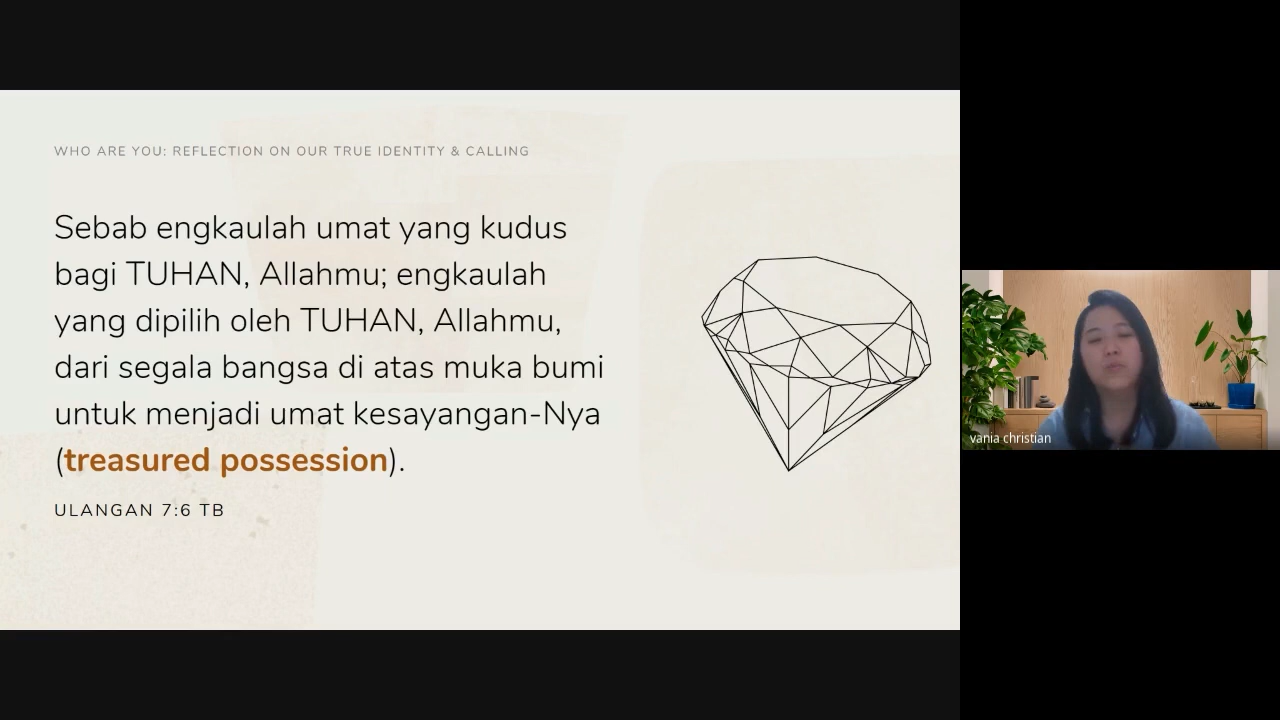 WHO ARE YOU: REFLECTION ON OUR TRUE IDENTITY & CALLING
Sebab engkaulah umat yang kudus
bagi TUHAN, Allahmu; engkaulah
yang dipilih oleh TUHAN, Allahmu,
dari segala bangsa di atas muka bumi
untuk menjadi umat kesayangan-Nya
(treasured possession).
ULANGAN 7:6 TB
vania christian